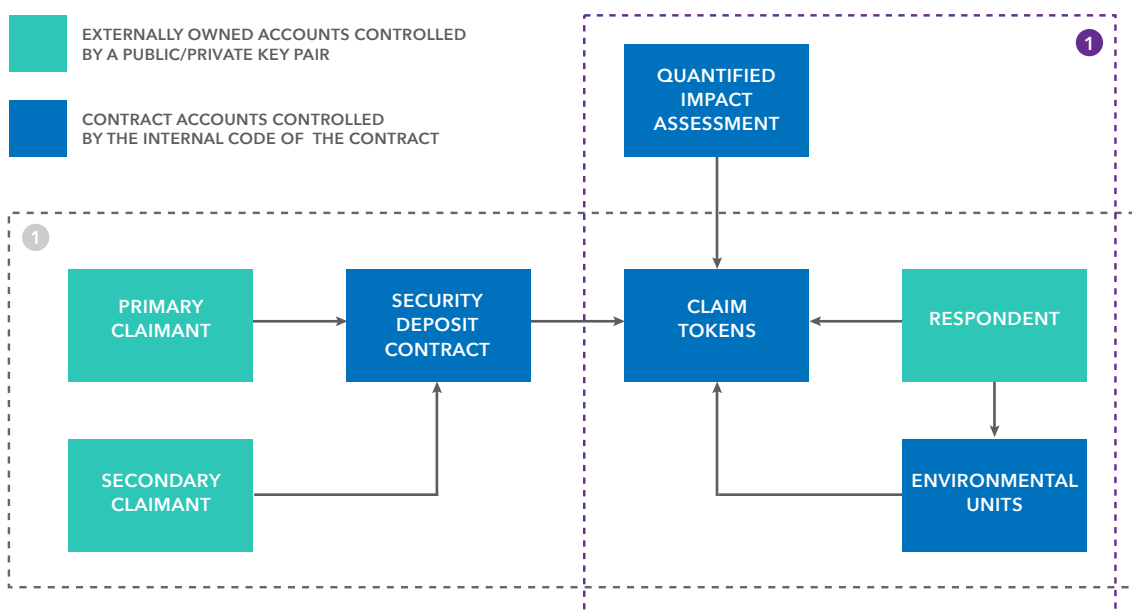 EXTERNALLY OWNED ACCOUNTS CONTROLLED
BY A PUBLIC/PRIVATE KEY PAIR
CONTRACT ACCOUNTS CONTROLLED
BY THE INTERNAL CODE OF THE CONTRACT
1
QUANTIFIED
IMPACT
ASSESSMENT
1
PRIMARY
CLAIMANT
SECURITY
DEPOSIT
CONTRACT
CLAIM
TOKENS
RESPONDENT
SECONDARY
CLAIMANT
ENVIRONMENTAL
UNITS